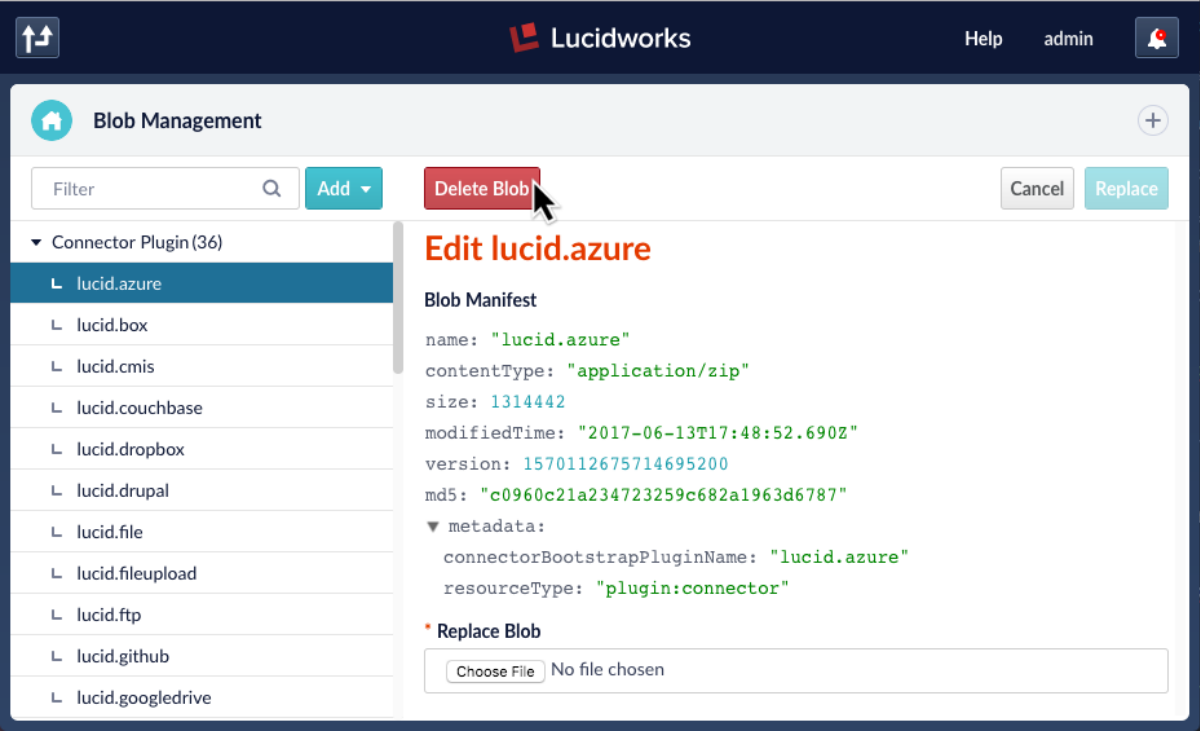 Lucidworks
Help
admin
Blob Management
Filter
Add
Delete Blob
Cancel
Replace
Connector Plugin (36)
lucid.azure
lucid.box
lucid.cmis
lucid.couchbase
lucid.dropbox
lucid.drupal
lucid.file
lucid.fileupload
lucid.ftp
lucid.github
lucid.googledrive
Edit lucid.azure
Blob Manifest
name: "lucid.azure"
contentType: "application/zip"
size: 1314442
modifiedTime: "2017-06-13T17:48:52.690Z"
version: 1570112675714695200
md5: "c0960c21a234723259c682a1963d6787"
metadata:
connectorBootstrapPluginName: "lucid.azure"
resourceType: "plugin:connector"
* Replace Blob
Choose File No file chosen